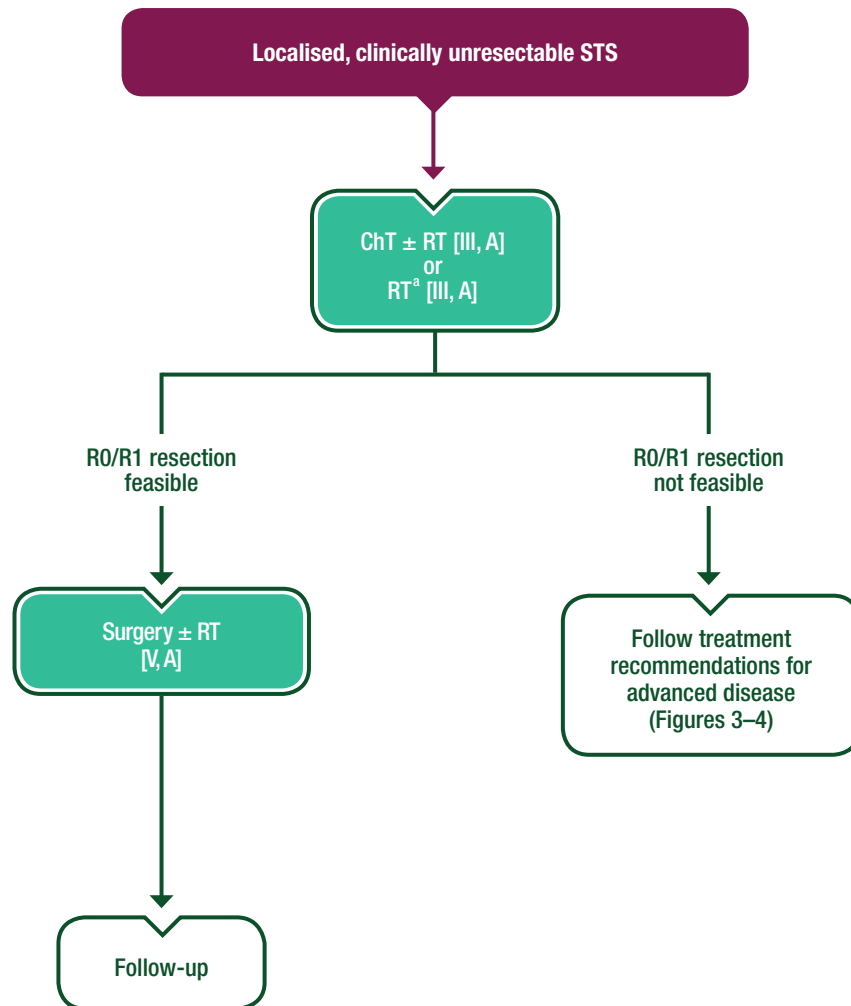 Localised, clinically unresectable STS
ChT ± RT [III, A]
or
RTª [III, A]
R0/R1 resection
feasible
R0/R1 resection
not feasible
Surgery ± RT
[V, A]
Follow treatment
recommendations for
advanced disease
(Figures 3–4)
Follow-up